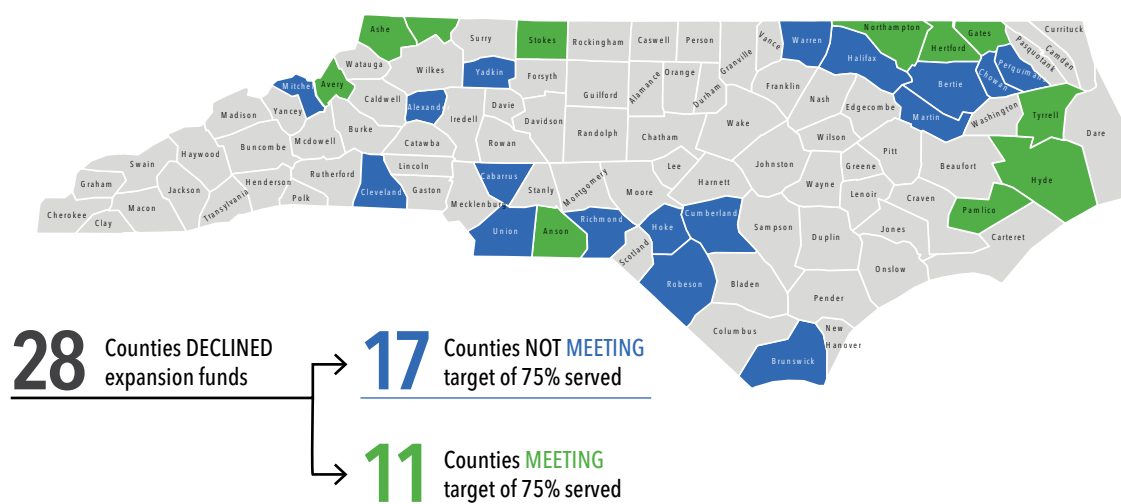 Ashe
Surry
Stokes
Rockingham
Caswell
Person
Vance
Warren
Northampton
Gates
Currituck
Hertford
Camden
Pasquotank
Perquiman
Chowan
Granville
Halifax
Watauga
Wilkes
Yadkin
Forsyth
Guilford
Alamance
Orange
Durham
Franklin
Nash
Edgecombe
Bertie
Martin
Washington
Tyrrell
Dare
Mitchel
Avery
Yancey
Caldwell
Alexande
Iredell
Davie
Davidson
Randolph
Chatham
Wake
Wilson
Pitt
Beaufort
Hyde
Madison
Buncombe
Mcdowell
Burke
Catawba
Rowan
Haywood
Swain
Graham
Jackson
Henderson
Transylvania
Polk
Rutherford
Cleveland
Lincoln
Gaston
Mecklenburg
Cabarrus
Stanly
Montgomery
Moore
Lee
Harnett
Johnston
Wayne
Greene
Lenoir
Craven
Pamlico
Cherokee
Clay
Macon
Union
Anson
Richmond
Scotland
Hoke
Cumberland
Sampson
Duplin
Jones
Carteret
Onslow
Robeson
Bladen
Pender
Columbus
New
Hanover
Brunswick
28
Counties DECLINED
expansion funds
17
Counties NOT MEETING
target of 75% served
11
Counties MEETING
target of 75% served